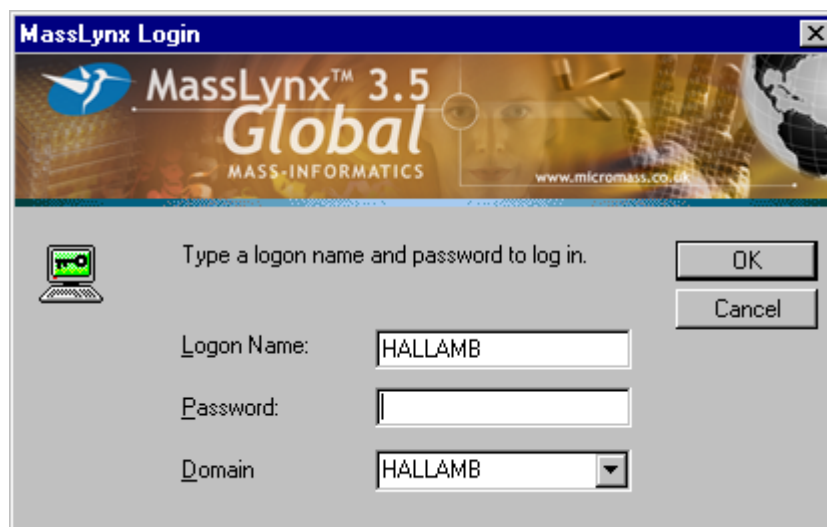 MassLynx Login
MassLynx™ 3.5
Global
MASS-INFORMATICS
www.micromass.co.uk
Type a logon name and password to log in.
OK
Cancel
Logon Name: HALLAMB
Password:
Domain HALLAMB